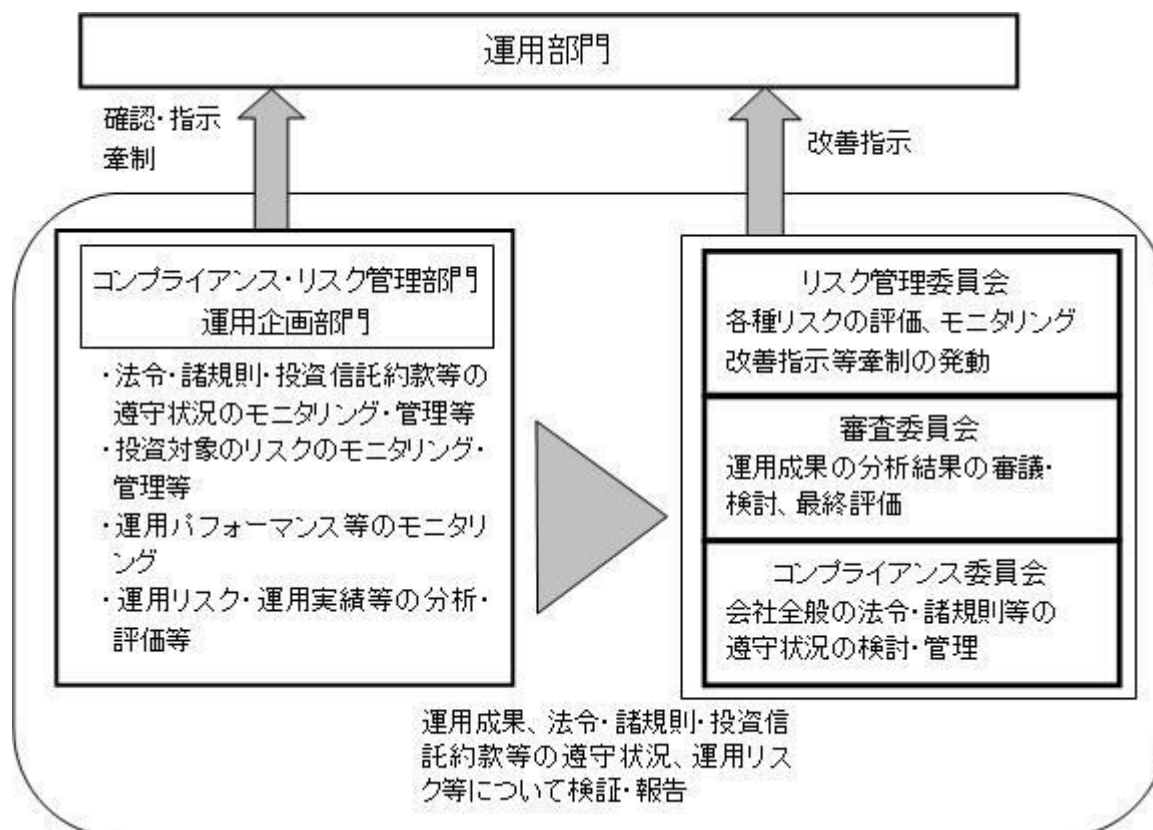 運用部門
確認・指示
牽制
改善指示
コンプライアンス・リスク管理部門
運用企画部門
・法令・諸規則・投資信託約款等の
遵守状況のモニタリング・管理等
・投資対象のリスクのモニタリング・
管理等
・運用パフォーマンス等のモニタリ
ング
・運用リスク・運用実績等の分析・
評価等
リスク管理委員会
各種リスクの評価、モニタリング
改善指示等牽制の発動
審査委員会
運用成果の分析結果の審議・
検討、最終評価
コンプライアンス委員会
会社全般の法令・諸規則等の
遵守状況の検討・管理
運用成果、法令・諸規則・投資信
託約款等の遵守状況、運用リス
ク等について検証・報告